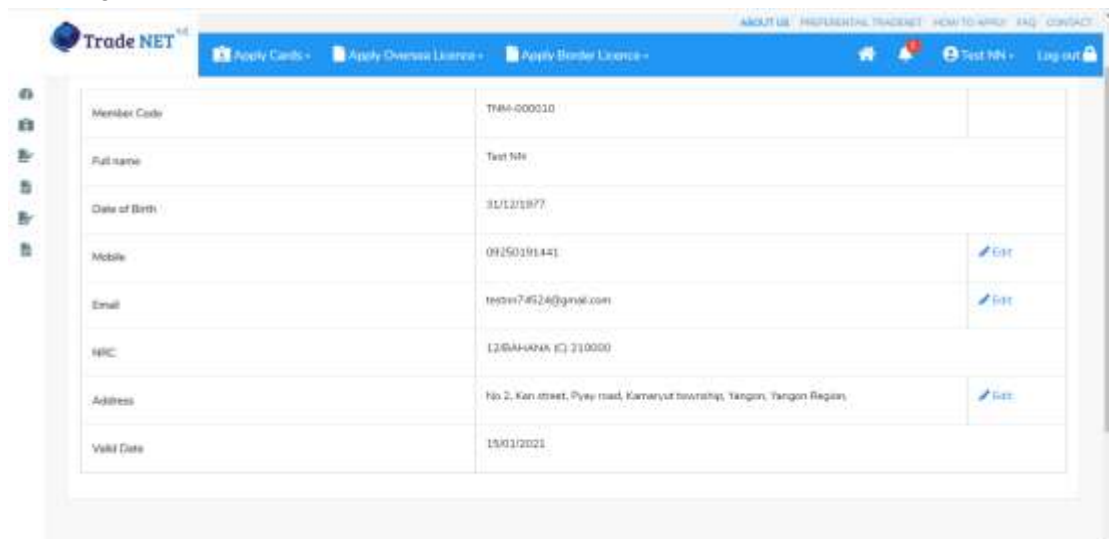 ABOUT US PREFERENTIAL TRADENET HOW TO APPLY FAQ CONTACT
Trade NET
Apply Cards Apply Oversea Licence Apply Border Licence Test NN Log out
Member Code TNM-000010
Full name Test NN
Date of Birth 31/12/1977
Mobile 09250191441 Edit
Email testnn74524@gmail.com Edit
NRC 12/BAHANA (C) 210000
Address No 2, Kan street, Pyay road, Kamaryut township, Yangon, Yangon Region, Edit
Valid Date 15/01/2021